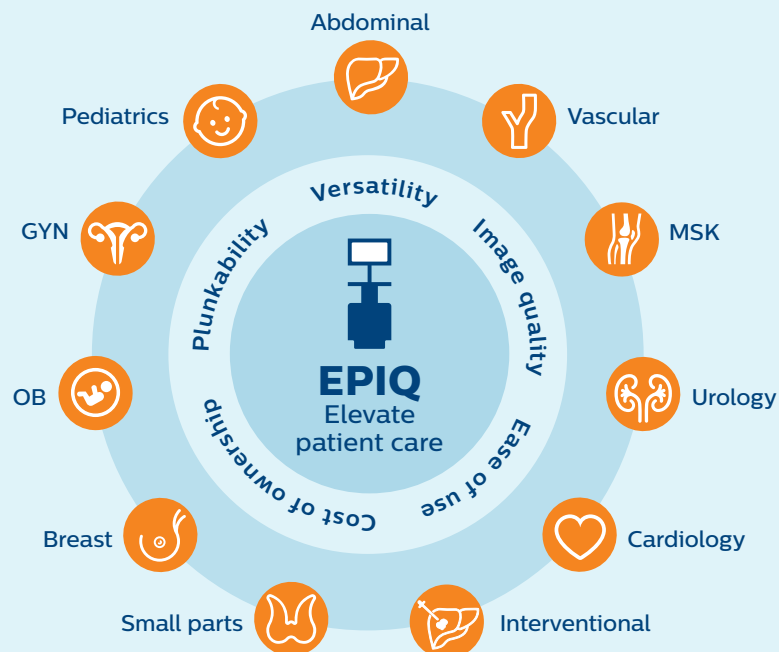 Abdominal
Vascular
MSK
Urology
Cardiology
Interventional
Small parts
Breast
OB
GYN
Pediatrics
Versatility
Image quality
Ease of use
Cost of ownership
Plunkability
EPIQ
Elevate
patient care